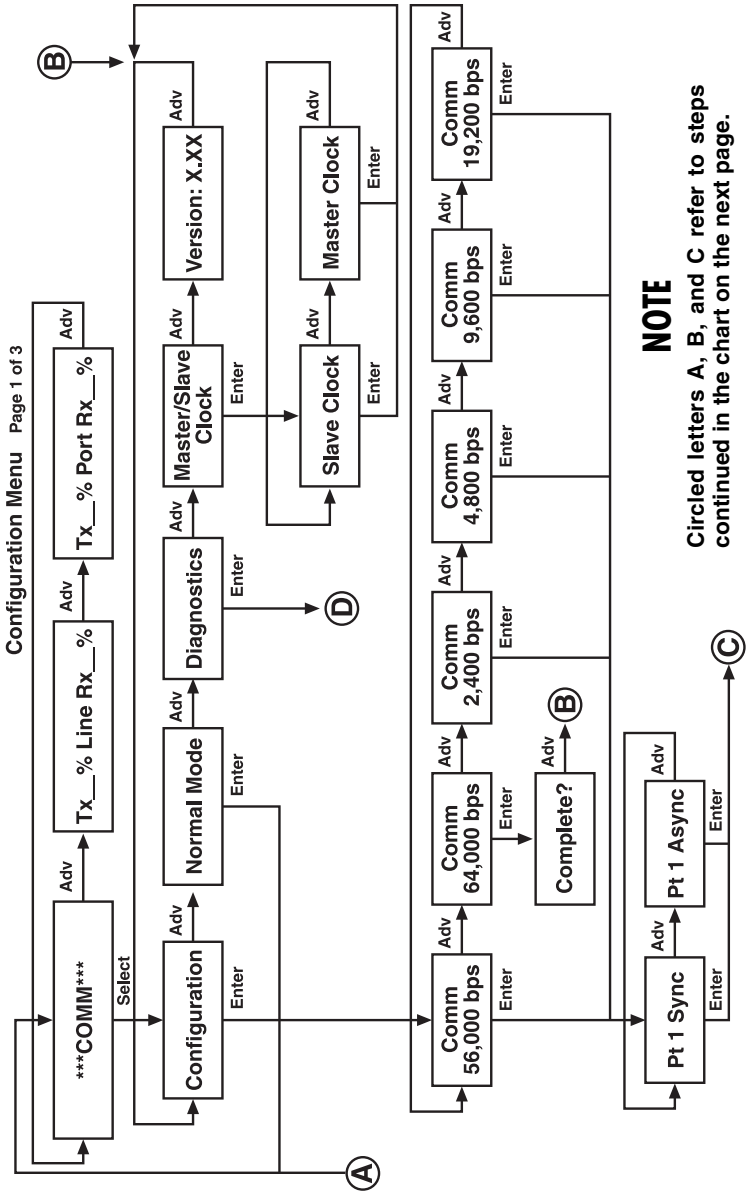 Configuration Menu Page 1 of 3
***COMM***
Adv
Tx__% Line Rx__%
Adv
Tx__% Port Rx__%
Adv
Select
B
Configuration
Adv
Normal Mode
Adv
Diagnostics
Adv
Master/Slave
Clock
Adv
Version: X.XX
Adv
Enter
Enter
Enter
Enter
D
Slave Clock
Adv
Master Clock
Adv
Enter
Enter
A
Comm
56,000 bps
Adv
Comm
64,000 bps
Adv
Comm
2,400 bps
Adv
Comm
4,800 bps
Adv
Comm
9,600 bps
Adv
Comm
19,200 bps
Adv
Enter
Enter
Enter
Enter
Enter
Enter
Complete?
Adv
B
Pt 1 Sync
Adv
Pt 1 Async
Adv
Enter
Enter
C
NOTE
Circled letters A, B, and C refer to steps
continued in the chart on the next page.